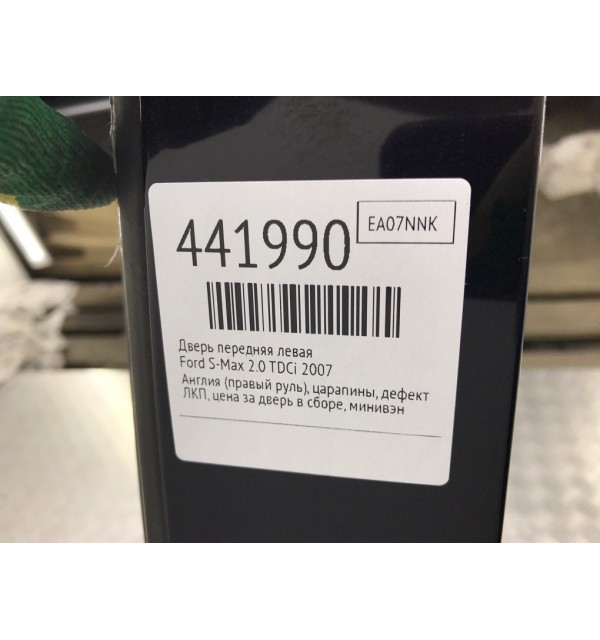 441990
EA07NNK
Дверь передняя левая
Ford S-Max 2.0 TDCi 2007
Англия (правый руль), царапины, дефект
ЛКП, цена за дверь в сборе, минивэн